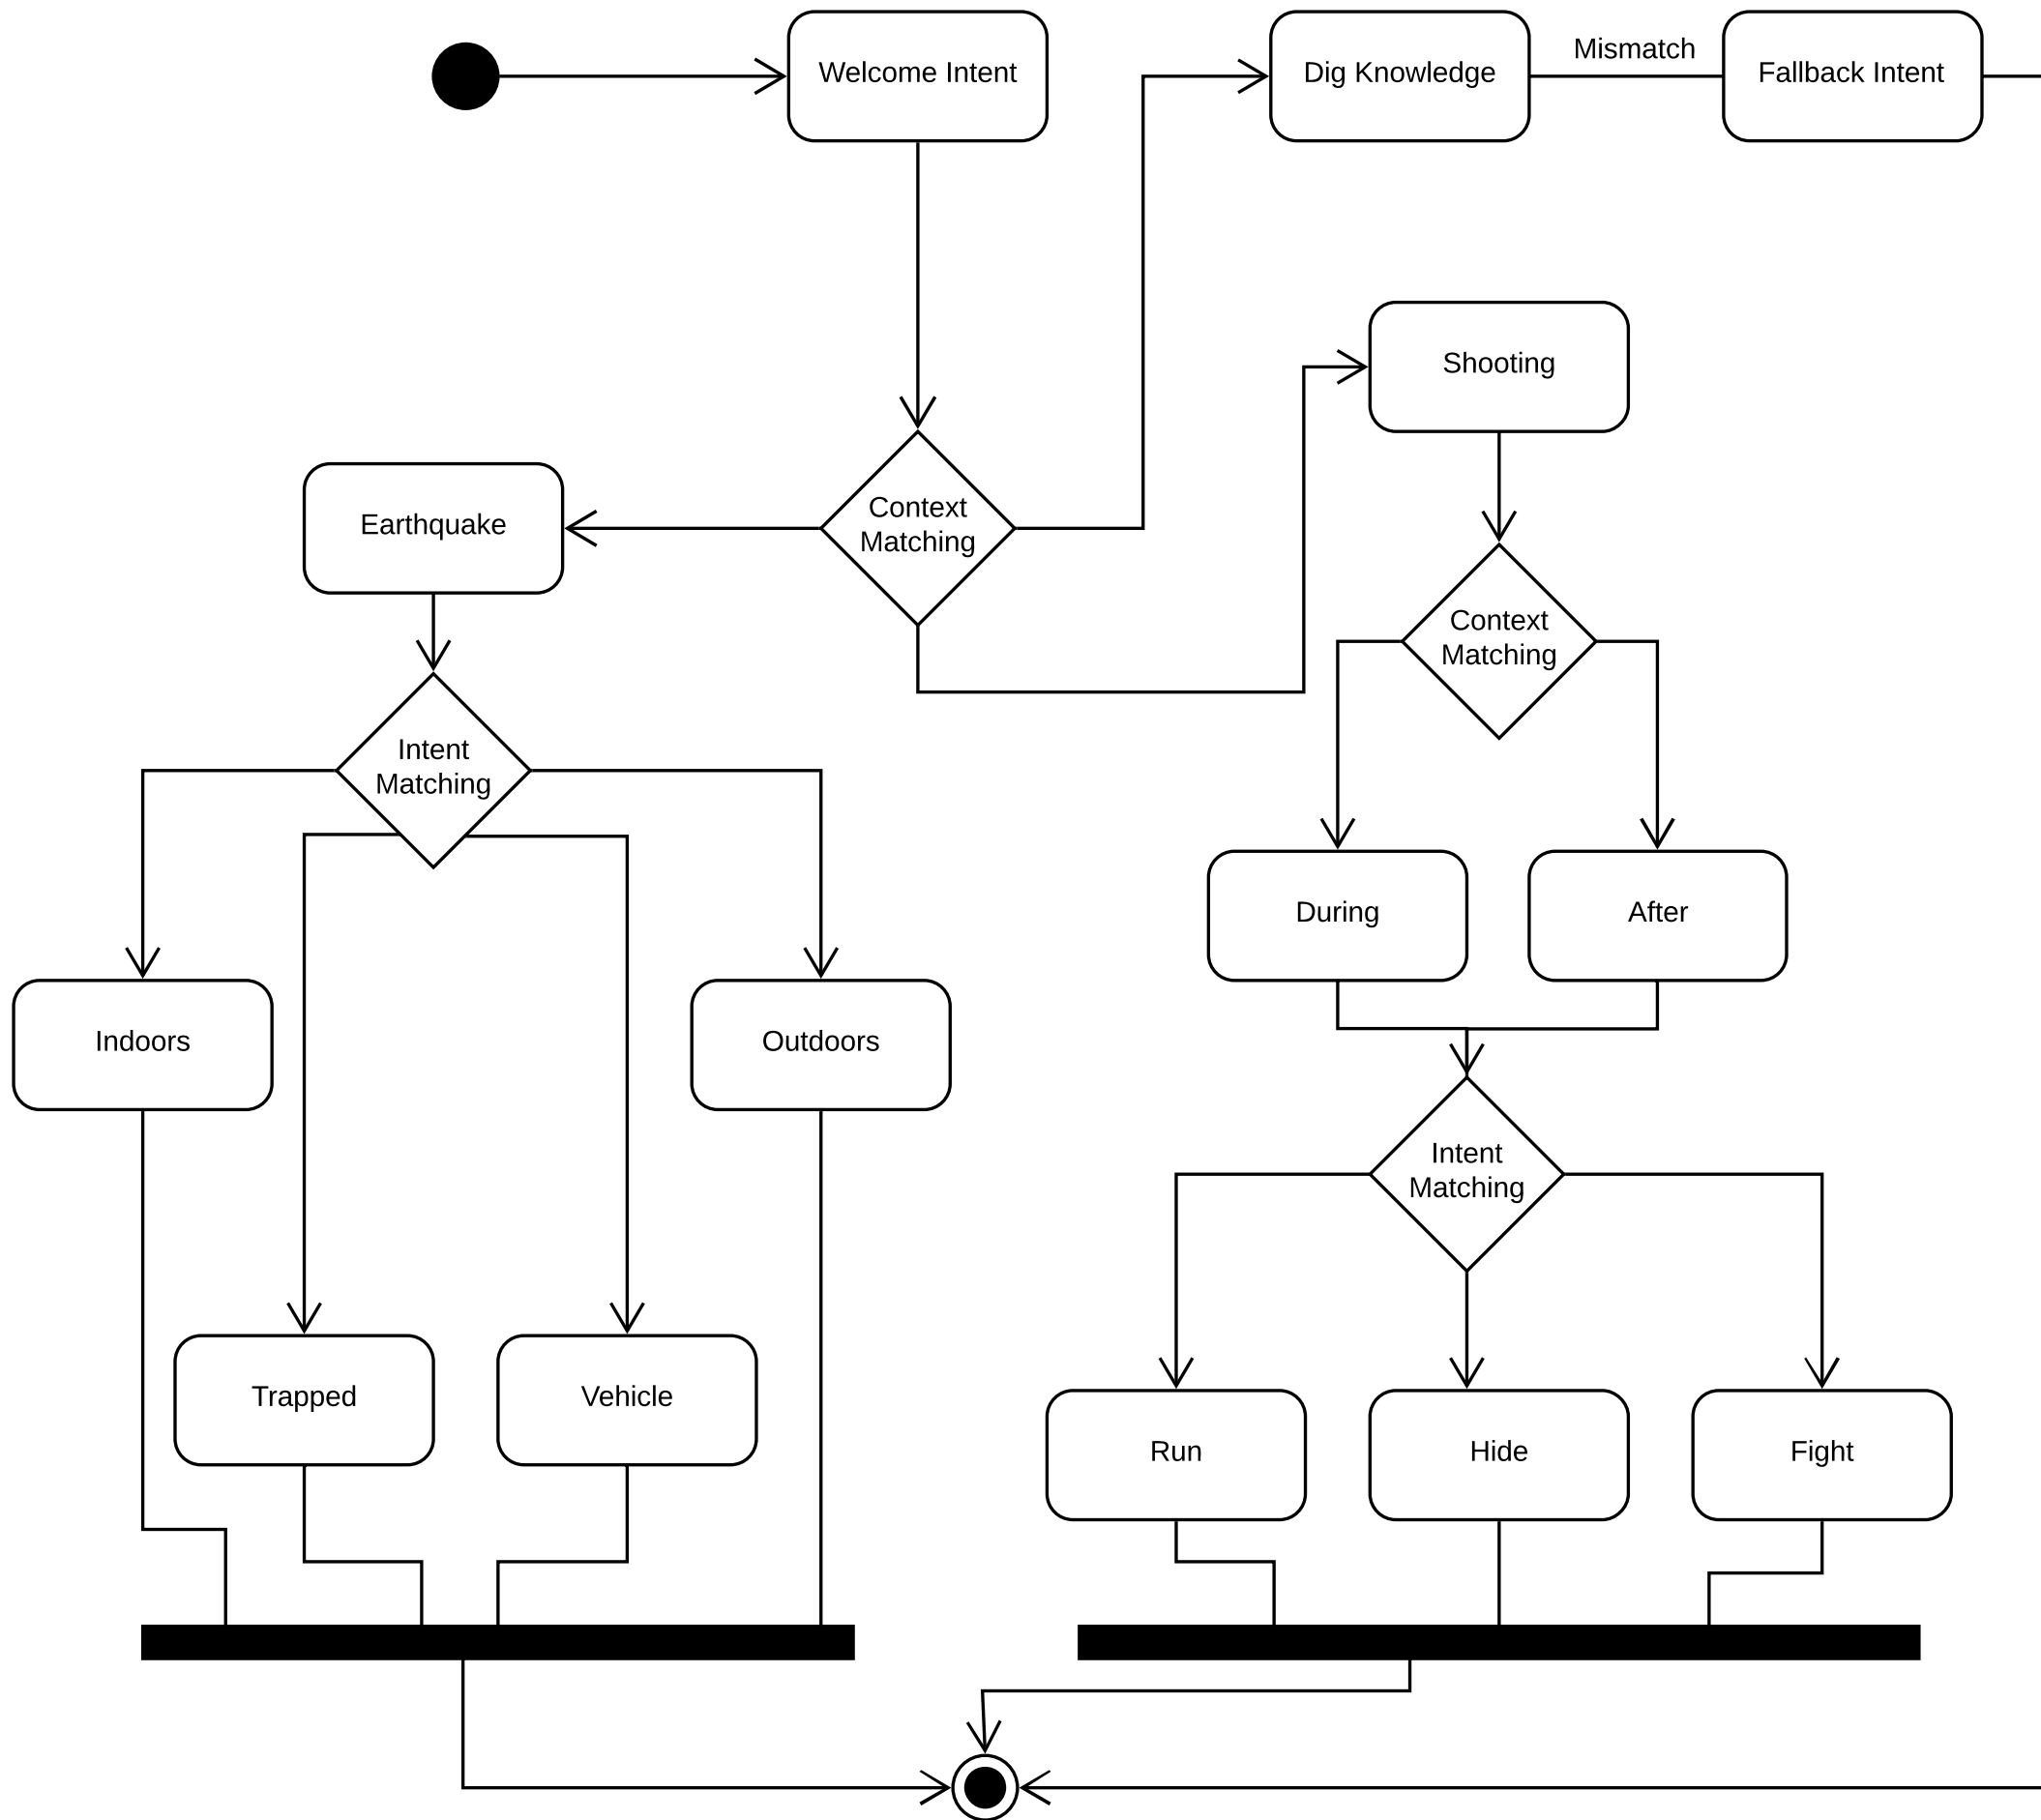 Welcome Intent
Dig Knowledge
Mismatch
Fallback Intent
Shooting
Earthquake
Context
Matching
Context
Matching
Intent
Matching
During
After
Indoors
Outdoors
Intent
Matching
Trapped
Vehicle
Run
Hide
Fight